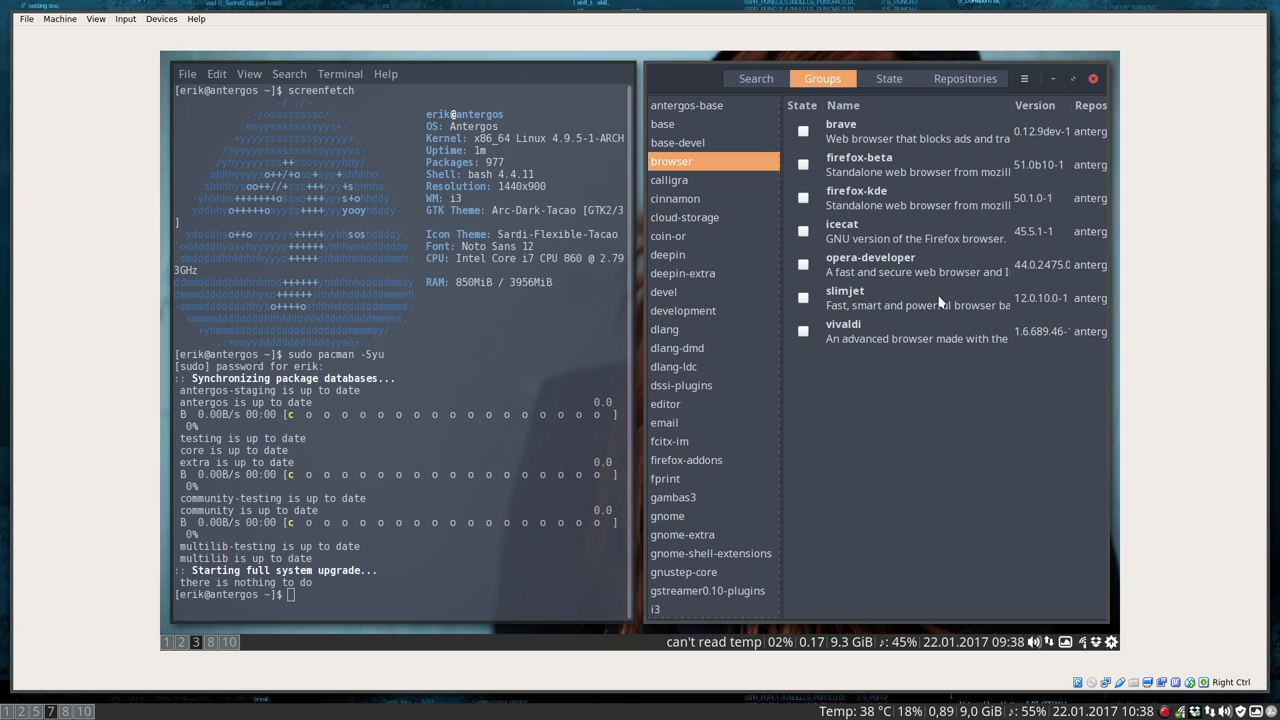 File Machine View Input Devices Help
File Edit View Search Terminal Help
[erik@antergos ~]$ screenfetch
erik@antergos
OS: Antergos
Kernel: x86_64 Linux 4.9.5-1-ARCH
Uptime: 1m
Packages: 977
Shell: bash 4.4.11
Resolution: 1440x900
WM: i3
GTK Theme: Arc-Dark-Tacao [GTK2/3
]
Icon Theme: Sardi-Flexible-Tacao
Font: Noto Sans 12
CPU: Intel Core i7 CPU 860 @ 2.79
3GHz
RAM: 850MiB / 3956MiB
[erik@antergos ~]$ sudo pacman -Syu
[sudo] password for erik:
:: Synchronizing package databases...
antergos-staging is up to date
antergos is up to date 0.0
B 0.00B/s 00:00 [c o o o o o o o o o o o o o o o o o ]
0%
testing is up to date
core is up to date
extra is up to date 0.0
B 0.00B/s 00:00 [c o o o o o o o o o o o o o o o o o ]
0%
community-testing is up to date
community is up to date 0.0
B 0.00B/s 00:00 [c o o o o o o o o o o o o o o o o o ]
0%
multilib-testing is up to date
multilib is up to date
:: Starting full system upgrade...
there is nothing to do
[erik@antergos ~]$
Search Groups State Repositories
antergos-base
base
base-devel
browser
calligra
cinnamon
cloud-storage
coin-or
deepin
deepin-extra
devel
development
dlang
dlang-dmd
dlang-ldc
dssi-plugins
editor
email
fcitx-im
firefox-addons
fprint
gambas3
gnome
gnome-extra
gnome-shell-extensions
gnustep-core
gstreamer0.10-plugins
i3
State Name Version Repos
brave
Web browser that blocks ads and tra 0.12.9dev-1 anterg
firefox-beta
Standalone web browser from mozill 51.0b10-1 anterg
firefox-kde
Standalone web browser from mozill 50.1.0-1 anterg
icecat
GNU version of the Firefox browser. 45.5.1-1 anterg
opera-developer
A fast and secure web browser and I 44.0.2475.0 anterg
slimjet
Fast, smart and powerful browser ba 12.0.10.0-1 anterg
vivaldi
An advanced browser made with the 1.6.689.46- anterg
1 2 3 8 10 can't read temp 02% 0.17 9.3 GiB ♪: 45% 22.01.2017 09:38
Right Ctrl
1 2 5 7 8 10 Temp: 38 °C 18% 0,89 9,0 GiB ♪: 55% 22.01.2017 10:38